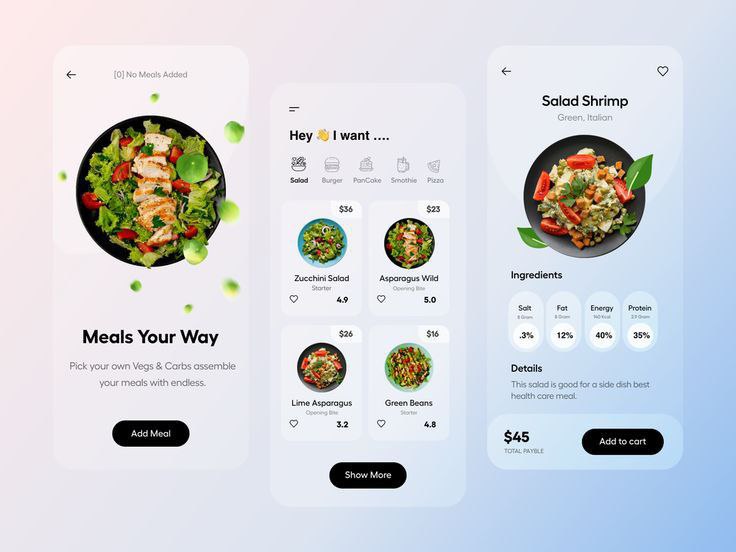 [0] No Meals Added
Meals Your Way
Pick your own Vegs & Carbs assemble
your meals with endless.
Add Meal
Hey 👋 I want ....
Salad Burger PanCake Smothie Pizza
$36 $23
Zucchini Salad Asparagus Wild
Starter Opening Bite
4.9 5.0
$26 $16
Lime Asparagus Green Beans
Opening Bite Starter
3.2 4.8
Show More
Salad Shrimp
Green, Italian
Ingredients
Salt Fat Energy Protein
8 Gram 8 Gram 140 Kcal 2.9 Gram
.3% 12% 40% 35%
Details
This salad is good for a side dish best
health care meal.
$45
TOTAL PAYBLE
Add to cart